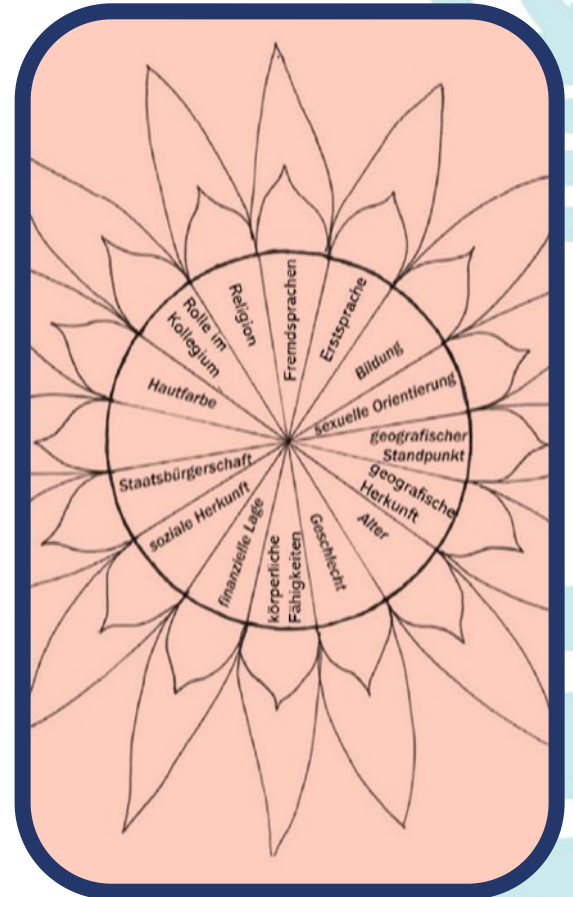 Fremdsprachen
Erstsprache
Bildung
sexuelle Orientierung
geografischer
Standpunkt
geografische
Herkunft
Alter
Geschlecht
körperliche
Fähigkeiten
finanzielle Lage
soziale Herkunft
Staatsbürgerschaft
Hautfarbe
Rolle im
Kollegium
Religion